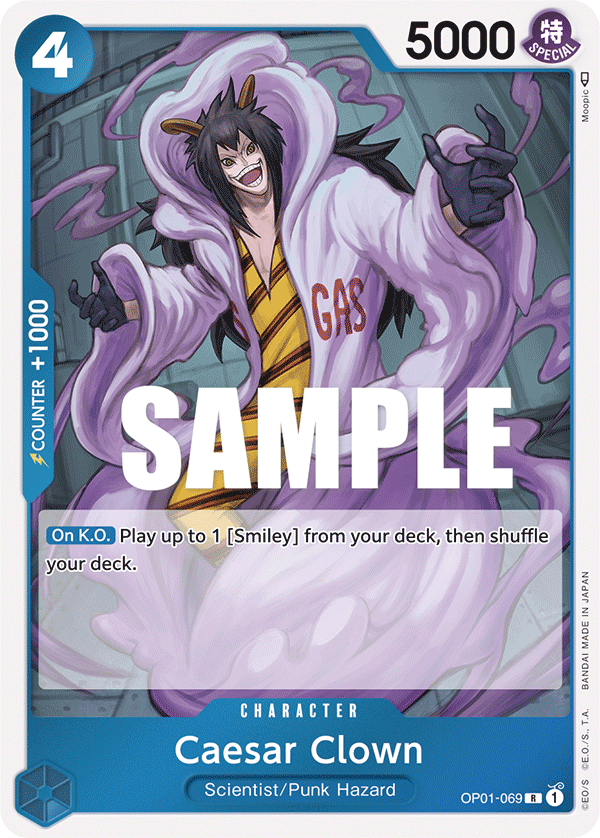 4
5000
特
SPECIAL
Moopic
COUNTER +1000
GAS
SAMPLE
On K.O. Play up to 1 [Smiley] from your deck, then shuffle
your deck.
CHARACTER
Caesar Clown
Scientist/Punk Hazard
OP01-069 R 1
©EO/S ©E.O./S., T.A. BANDAI MADE IN JAPAN